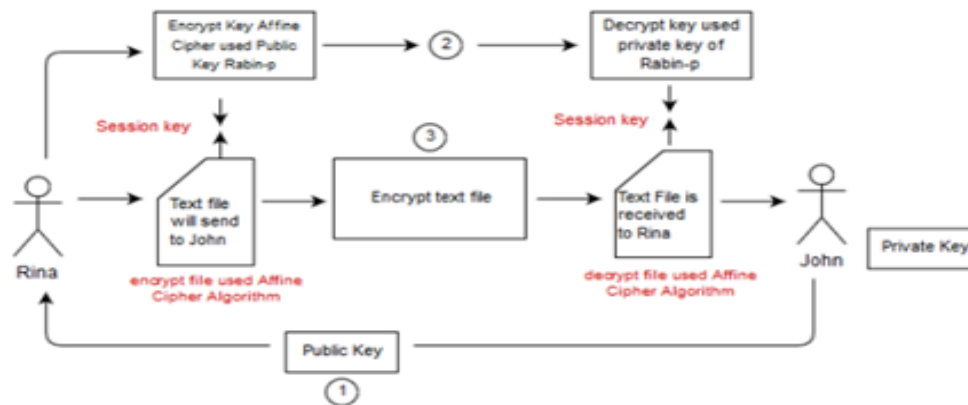 Encrypt Key Affine
Cipher used Public
Key Rabin-p
2
Decrypt key used
private key of
Rabin-p
Session key
Session key
3
Text file
will send
to John
Encrypt text file
Text File is
received
to Rina
Rina
John
Private Key
encrypt file used Affine
Cipher Algorithm
decrypt file used Affine
Cipher Algorithm
Public Key
1